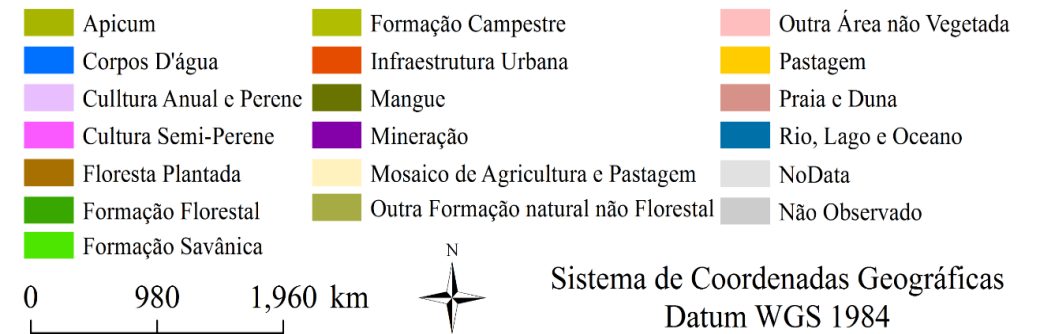 Apicum
Corpos D'água
Culltura Anual e Perene
Cultura Semi-Perene
Floresta Plantada
Formação Florestal
Formação Savânica
Formação Campestre
Infraestrutura Urbana
Mangue
Mineração
Mosaico de Agricultura e Pastagem
Outra Formação natural não Florestal
Outra Área não Vegetada
Pastagem
Praia e Duna
Rio, Lago e Oceano
NoData
Não Observado
0 980 1,960 km
N
Sistema de Coordenadas Geográficas
Datum WGS 1984